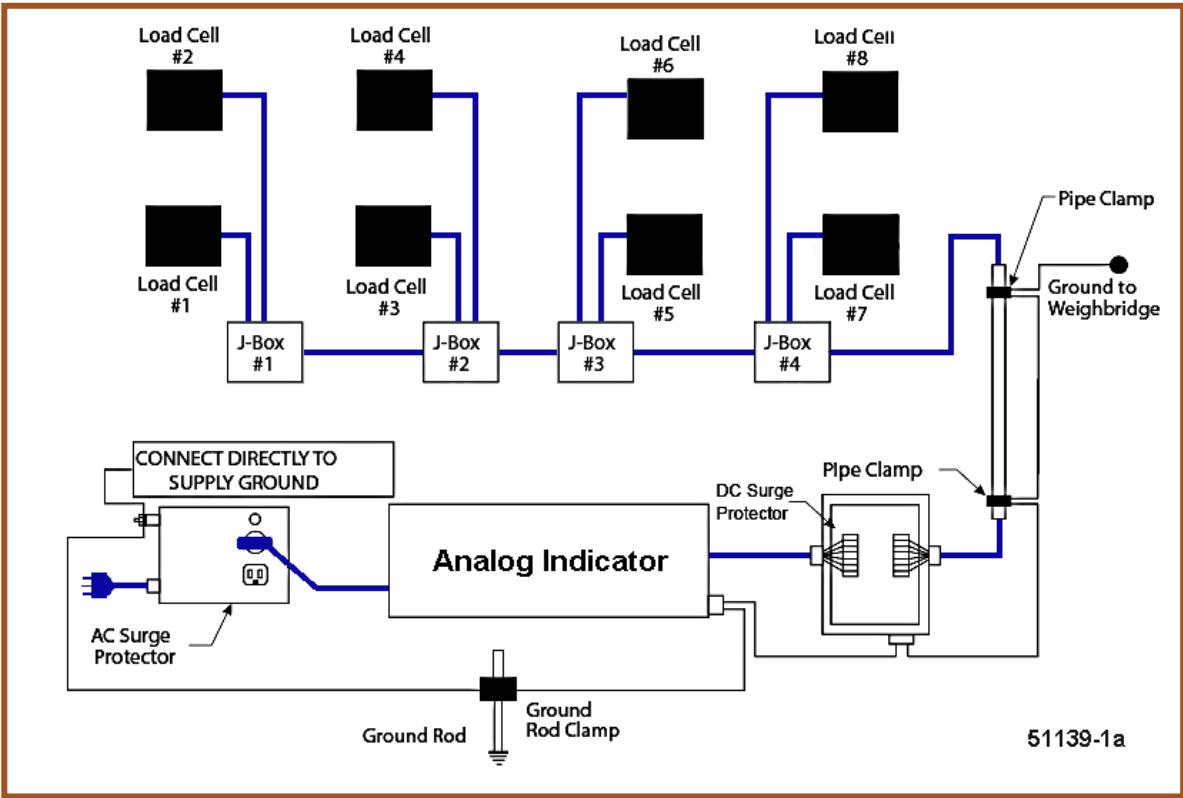 Load Cell
#2
Load Cell
#4
Load Cell
#6
Load Cell
#8
Load Cell
#1
Load Cell
#3
Load Cell
#5
Load Cell
#7
Pipe Clamp
Ground to
Weighbridge
J-Box
#1
J-Box
#2
J-Box
#3
J-Box
#4
CONNECT DIRECTLY TO
SUPPLY GROUND
Pipe Clamp
DC Surge
Protector
Analog Indicator
AC Surge
Protector
Ground
Rod Clamp
Ground Rod
51139-1a